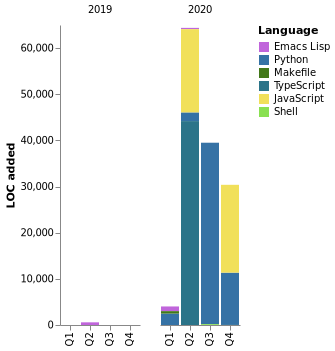 2019
2020
Language
Emacs Lisp
Python
Makefile
TypeScript
JavaScript
Shell
LOC added
60,000
50,000
40,000
30,000
20,000
10,000
0
Q1
Q2
Q3
Q4
Q1
Q2
Q3
Q4